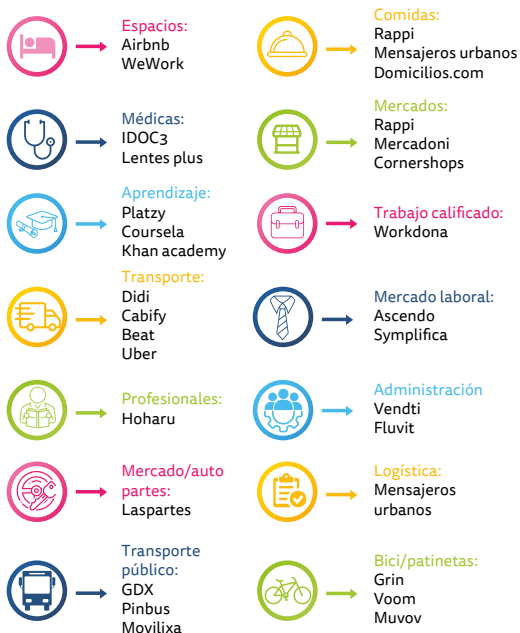 Espacios:
Airbnb
WeWork
Comidas:
Rappi
Mensajeros urbanos
Domicilios.com
Médicas:
IDOC3
Lentes plus
Mercados:
Rappi
Mercadoni
Cornershops
Aprendizaje:
Platzy
Coursela
Khan academy
Trabajo calificado:
Workdona
Transporte:
Didi
Cabify
Beat
Uber
Mercado laboral:
Ascendo
Symplifica
Profesionales:
Hoharu
Administración
Vendti
Fluvit
Mercado/auto
partes:
Laspartes
Logística:
Mensajeros
urbanos
Transporte
público:
GDX
Pinbus
Movilixa
Bici/patinetas:
Grin
Voom
Muvov